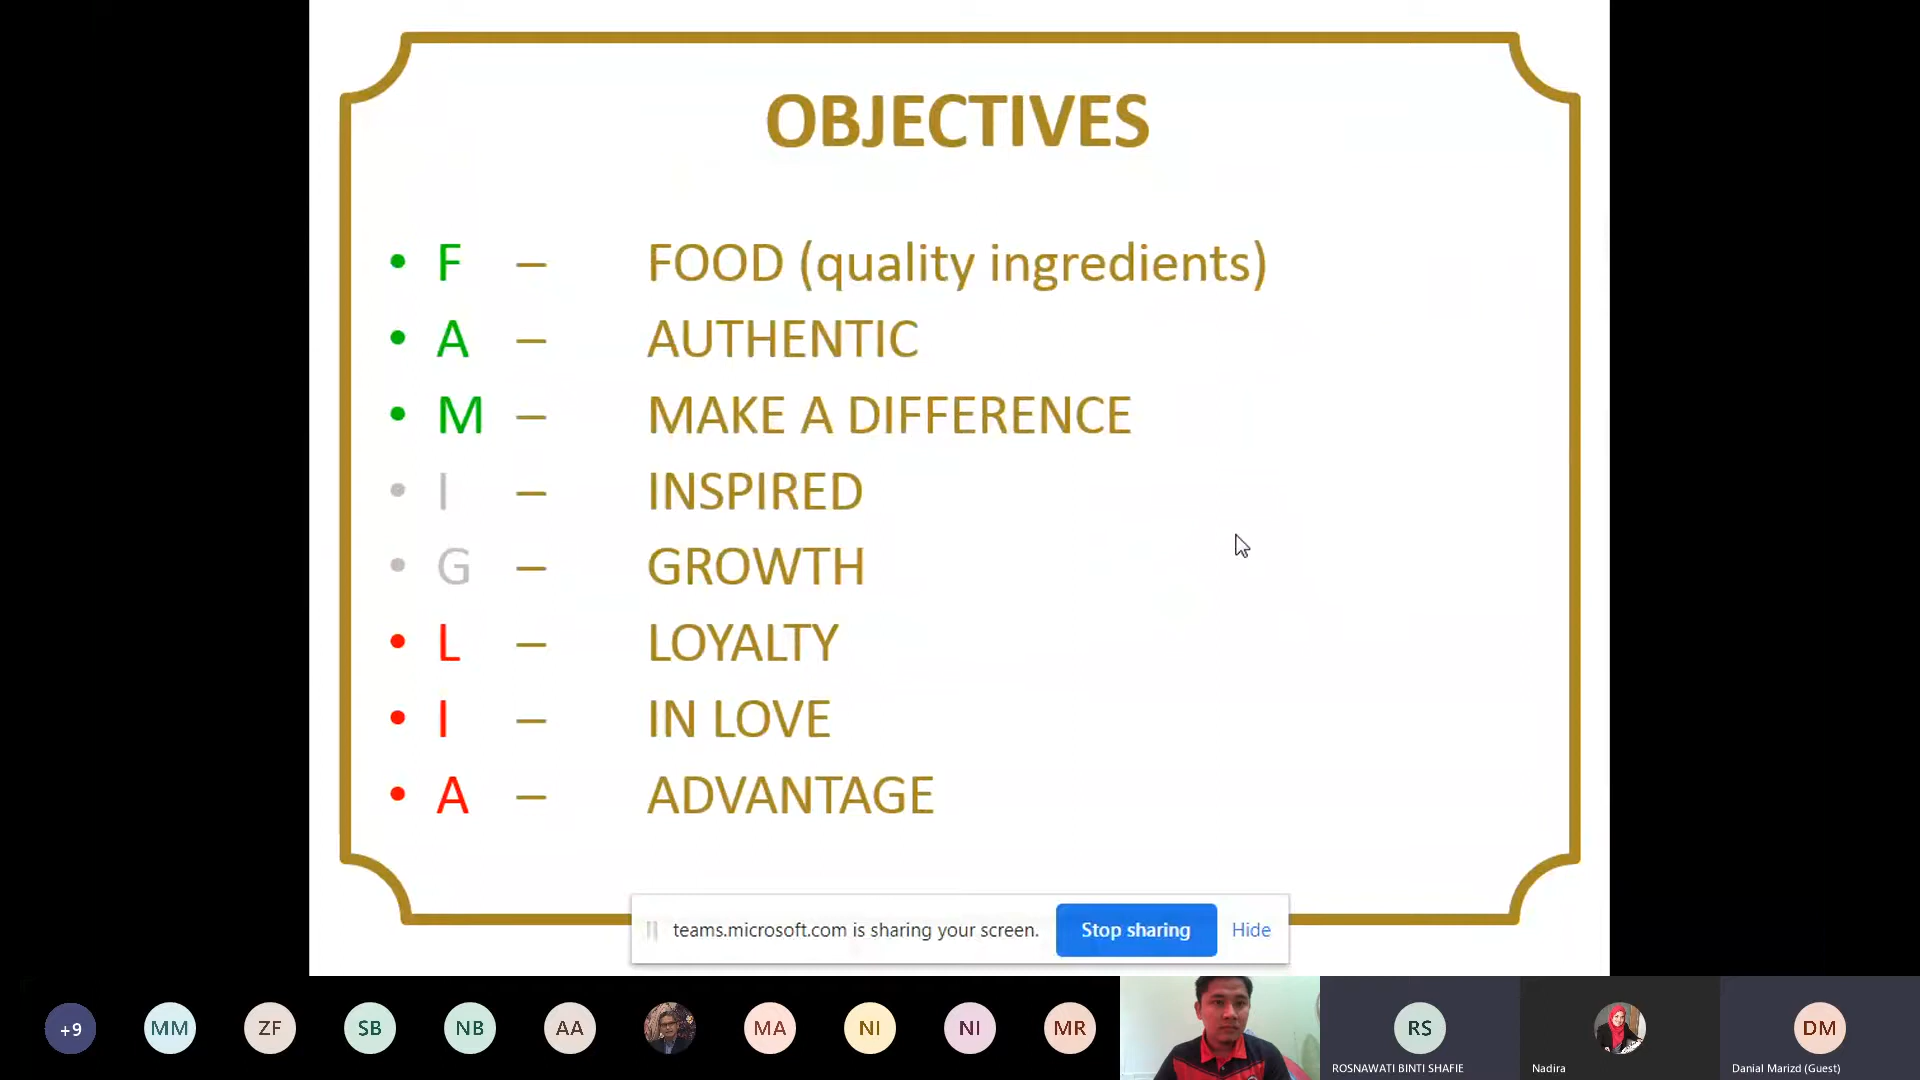 OBJECTIVES
• F – FOOD (quality ingredients)
• A – AUTHENTIC
• M – MAKE A DIFFERENCE
• I – INSPIRED
• G – GROWTH
• L – LOYALTY
• I – IN LOVE
• A – ADVANTAGE
teams.microsoft.com is sharing your screen. Stop sharing Hide
+9 MM ZF SB NB AA MA NI NI MR RS DM
ROSNAWATI BINTI SHAFIE Nadira Danial Marizd (Guest)